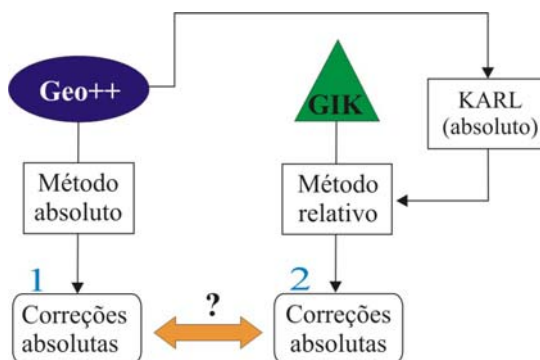 Geo++
GIK
KARL
(absoluto)
Método
absoluto
Método
relativo
1
2
Correções
absolutas
?
Correções
absolutas